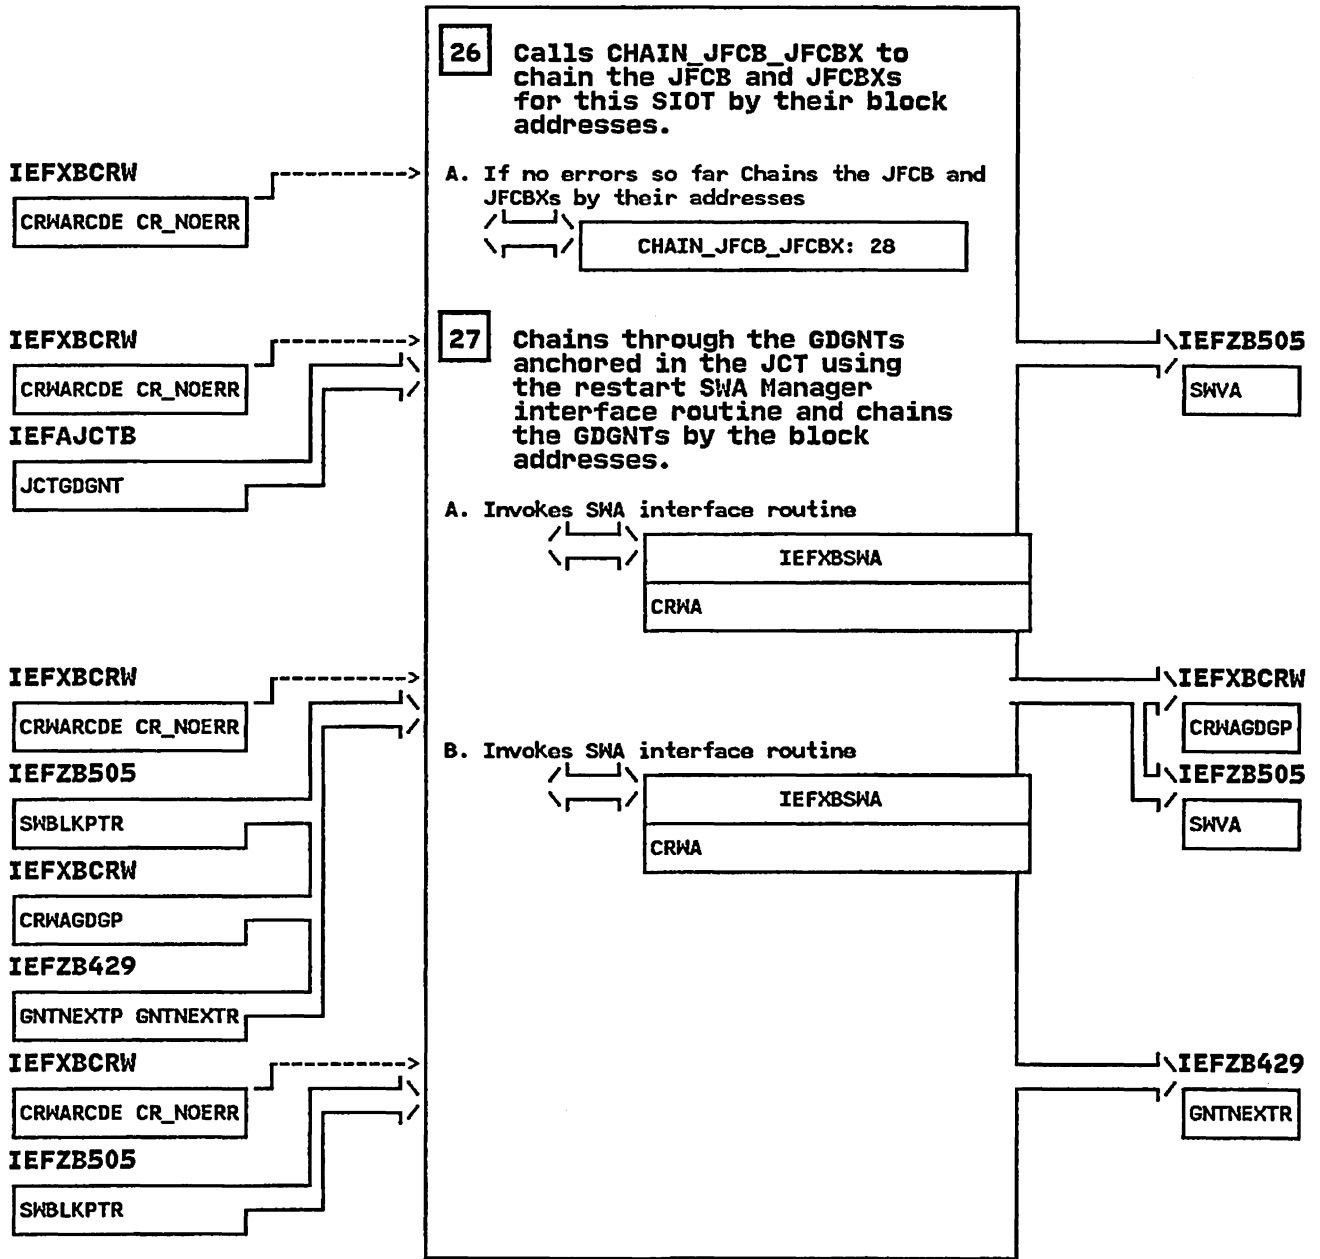 26 Calls CHAIN_JFCB_JFCBX to
chain the JFCB and JFCBXs
for this SIOT by their block
addresses.
IEFXBCRW
CRWARCDE CR_NOERR
A. If no errors so far Chains the JFCB and
JFCBXs by their addresses
CHAIN_JFCB_JFCBX: 28
IEFXBCRW
CRWARCDE CR_NOERR
IEFAJCTB
JCTGDGNT
27 Chains through the GDGNTs
anchored in the JCT using
the restart SWA Manager
interface routine and chains
the GDGNTs by the block
addresses.
IEFZB505
SWVA
A. Invokes SWA interface routine
IEFXBSWA
CRWA
IEFXBCRW
CRWARCDE CR_NOERR
IEFZB505
SWBLKPTR
IEFXBCRW
CRWAGDGP
IEFZB429
GNTNEXTP GNTNEXTR
IEFXBCRW
CRWAGDGP
IEFZB505
SWVA
B. Invokes SWA interface routine
IEFXBSWA
CRWA
IEFXBCRW
CRWARCDE CR_NOERR
IEFZB505
SWBLKPTR
IEFZB429
GNTNEXTR